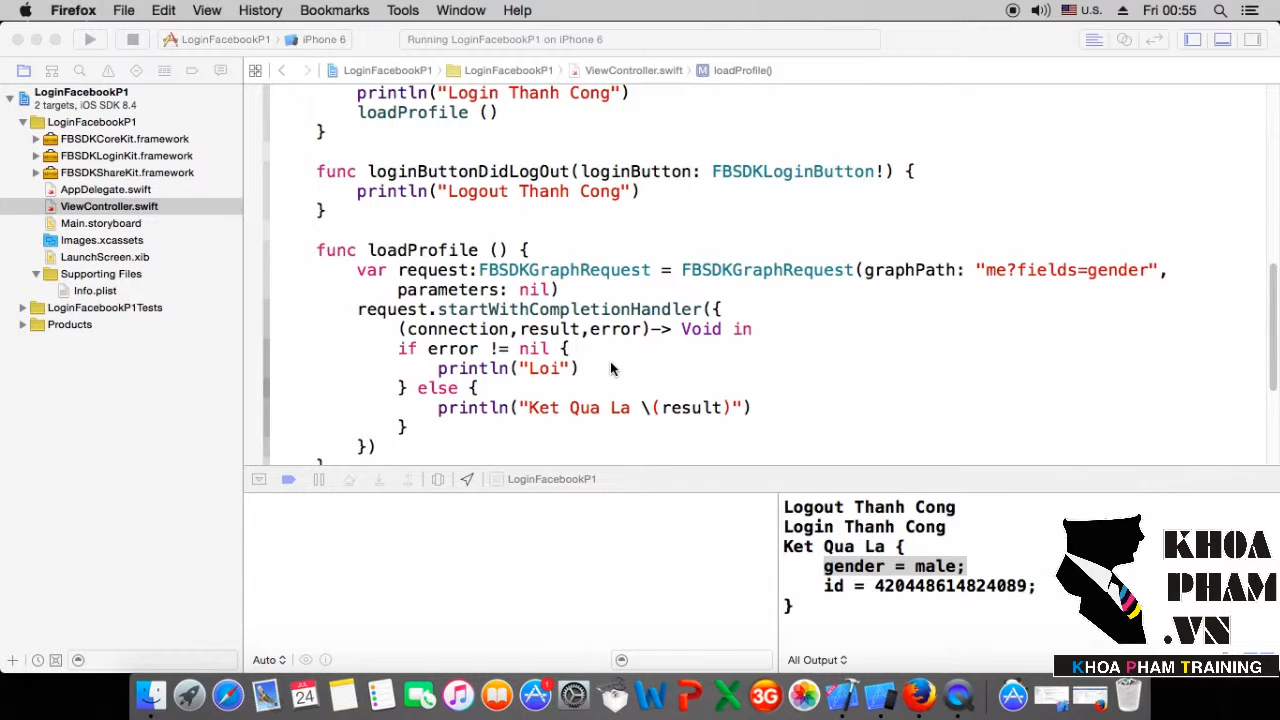 Firefox File Edit View History Bookmarks Tools Window Help U.S. Fri 00:55
LoginFacebookP1 iPhone 6 Running LoginFacebookP1 on iPhone 6
LoginFacebookP1 LoginFacebookP1 ViewController.swift M loadProfile()
LoginFacebookP1
2 targets, iOS SDK 8.4
LoginFacebookP1
FBSDKCoreKit.framework
FBSDKLoginKit.framework
FBSDKShareKit.framework
AppDelegate.swift
ViewController.swift
Main.storyboard
Images.xcassets
LaunchScreen.xib
Supporting Files
Info.plist
LoginFacebookP1Tests
Products
println("Login Thanh Cong")
loadProfile ()
}
func loginButtonDidLogOut(loginButton: FBSDKLoginButton!) {
println("Logout Thanh Cong")
}
func loadProfile () {
var request:FBSDKGraphRequest = FBSDKGraphRequest(graphPath: "me?fields=gender",
parameters: nil)
request.startWithCompletionHandler({
(connection,result,error)-> Void in
if error != nil {
println("Loi")
} else {
println("Ket Qua La \(result)")
}
})
LoginFacebookP1
Logout Thanh Cong
Login Thanh Cong
Ket Qua La {
gender = male;
id = 420448614824089;
}
Auto
All Output
KHOA
PHAM
.VN
KHOA PHAM TRAINING
JUL
24
1
3G